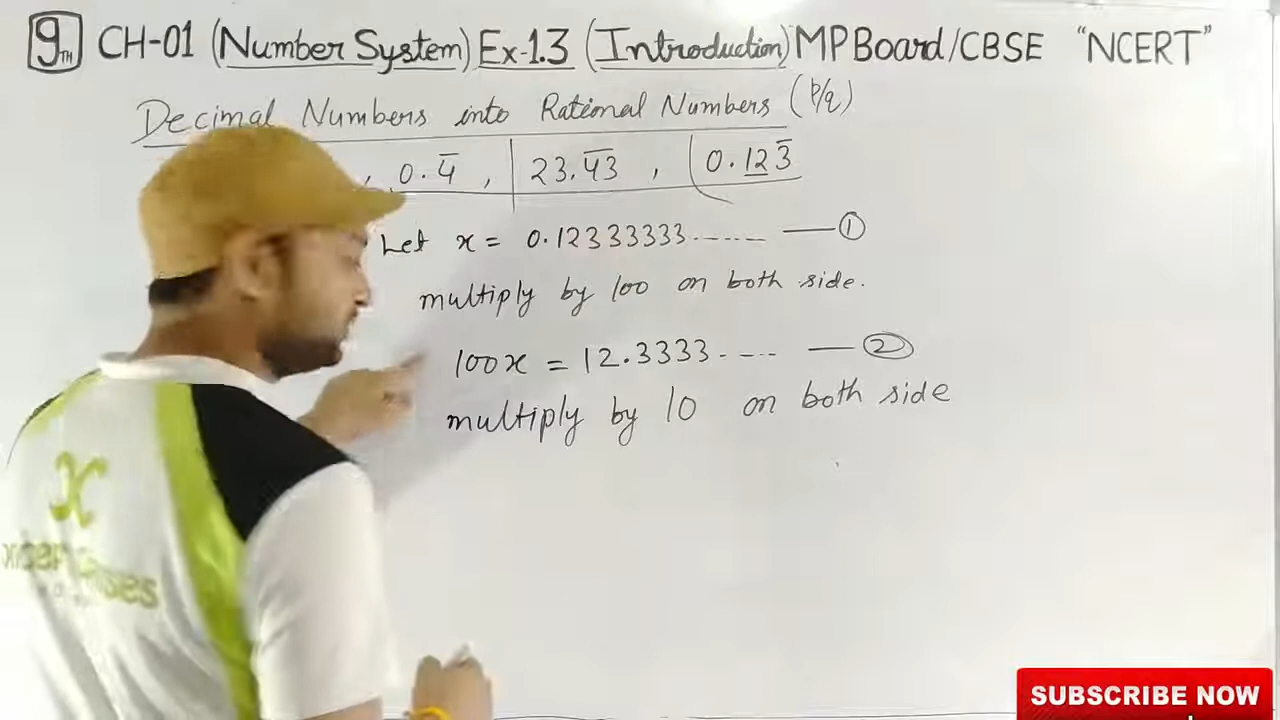 9TH CH-01 (Number System) Ex-1.3 (Introduction) MP Board/CBSE "NCERT"
Decimal Numbers into Rational Numbers (p/q)
, 0.4̅ , 23.4̅3̅ , 0.123̅
Let x = 0.12333333...... —①
multiply by 100 on both side.
100x = 12.3333.... —②
multiply by 10 on both side
SUBSCRIBE NOW